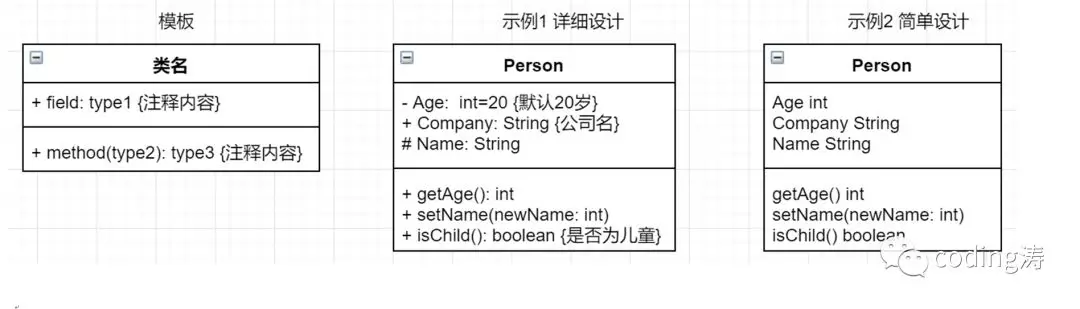 模板
类名
+ field: type1 {注释内容}
+ method(type2): type3 {注释内容}
示例1 详细设计
Person
- Age:  int=20 {默认20岁}
+ Company: String {公司名}
# Name: String
+ getAge(): int
+ setName(newName: int)
+ isChild(): boolean {是否为儿童}
示例2 简单设计
Person
Age int
Company String
Name String
getAge() int
setName(newName: int)
isChild() boolean
coding涛